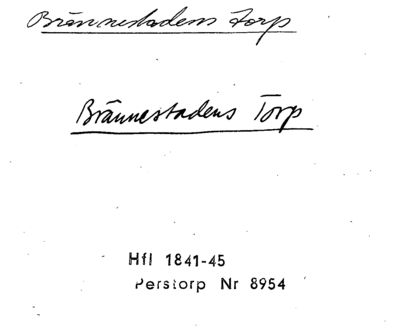 Brännestadens Torp
Brännestadens Torp
Hfl 1841-45
Perstorp Nr 8954